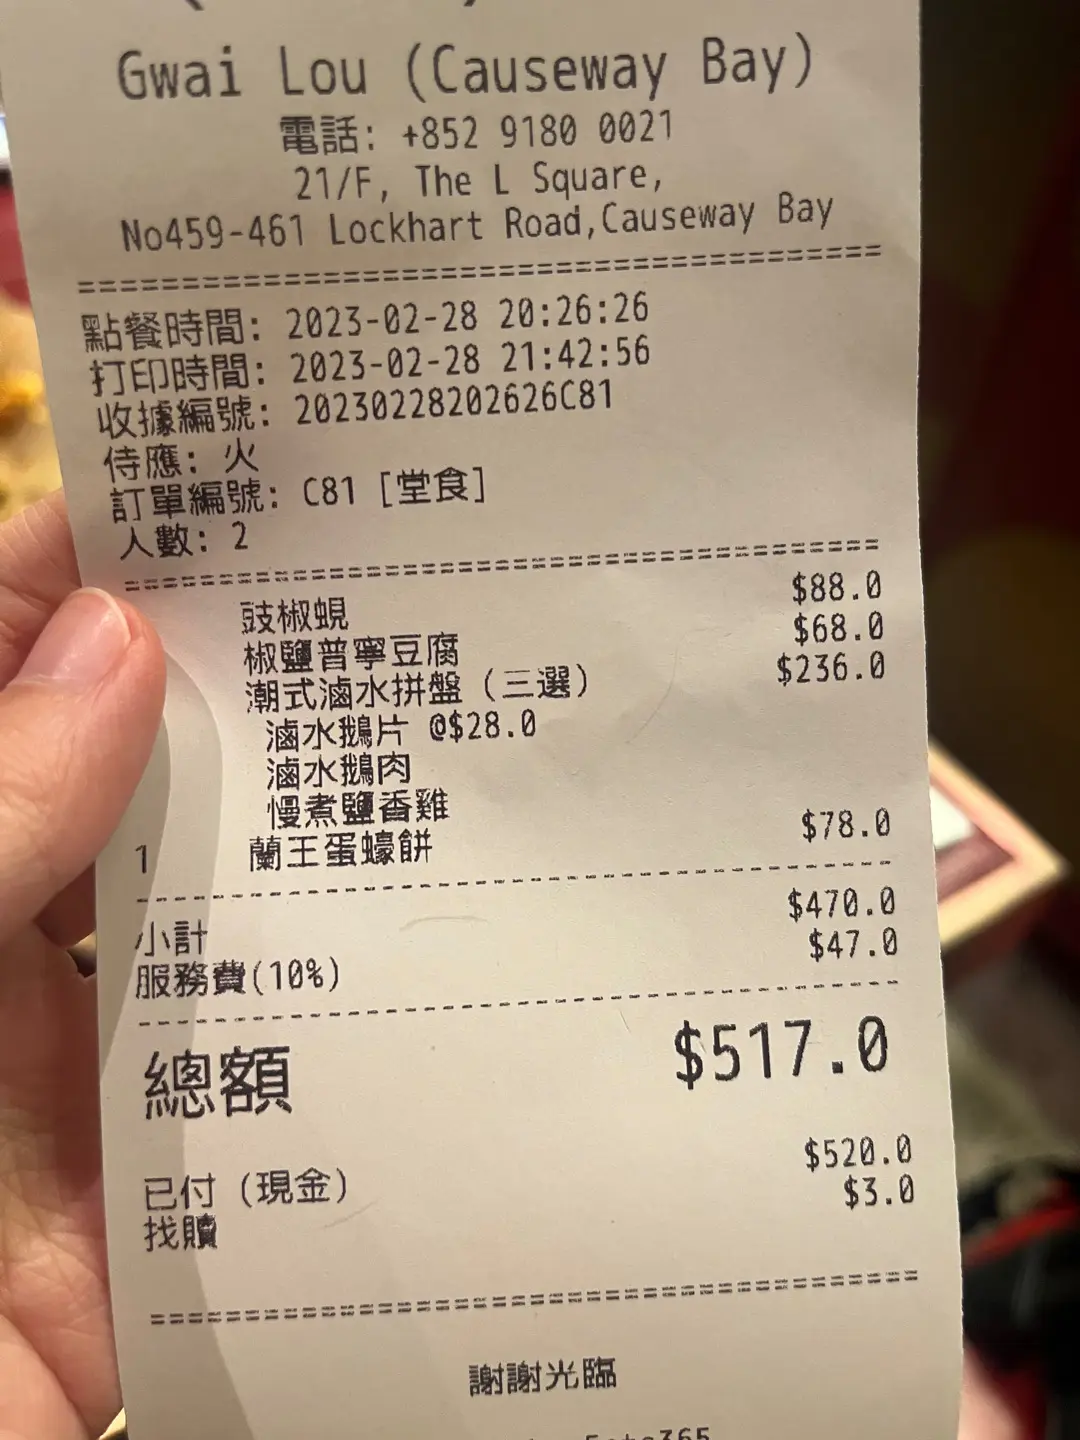 Gwai Lou (Causeway Bay)
電話: +852 9180 0021
21/F, The L Square,
No459-461 Lockhart Road,Causeway Bay
點餐時間: 2023-02-28 20:26:26
打印時間: 2023-02-28 21:42:56
收據編號: 20230228202626C81
侍應: 火
訂單編號: C81 [堂食]
人數: 2
豉椒蜆 $88.0
椒鹽普寧豆腐 $68.0
潮式滷水拼盤 (三選) $236.0
滷水鵝片 @$28.0
滷水鵝肉
慢煮鹽香雞
1 蘭王蛋蠔餅 $78.0
小計 $470.0
服務費(10%) $47.0
總額 $517.0
已付 (現金) $520.0
找贖 $3.0
謝謝光臨